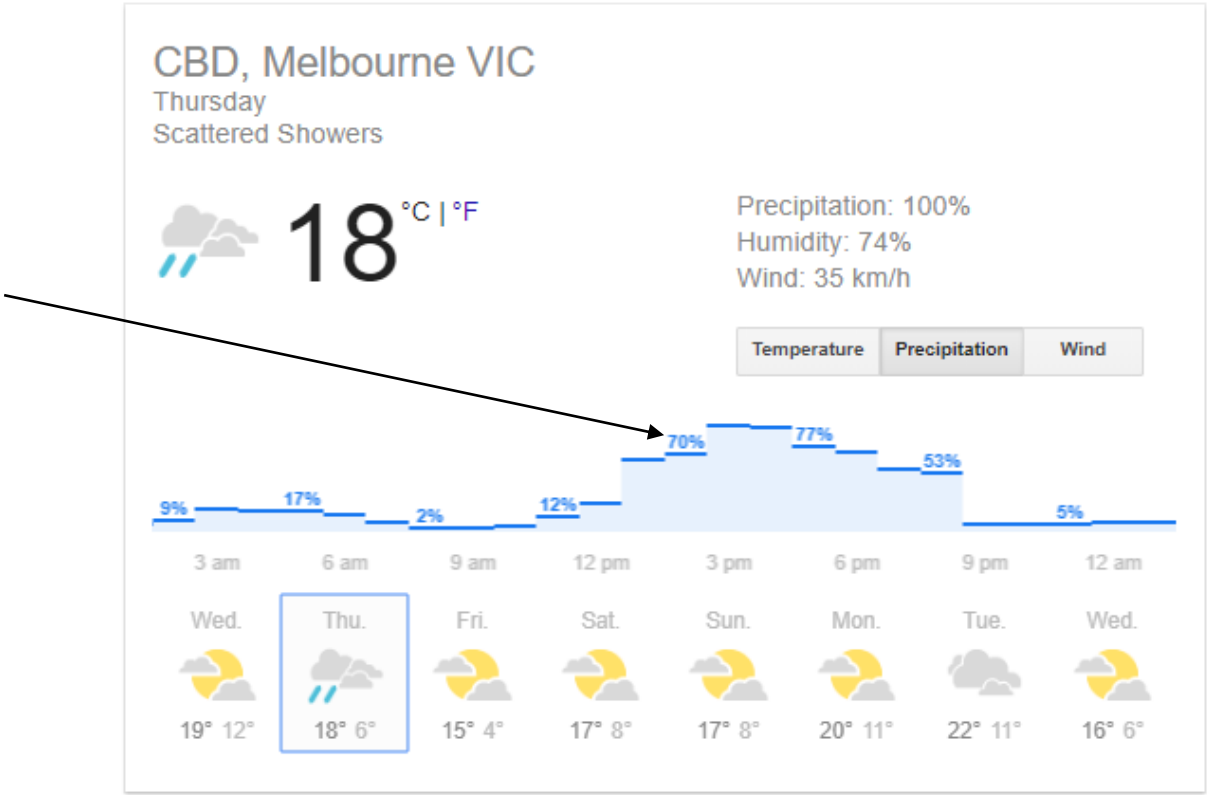 CBD, Melbourne VIC
Thursday
Scattered Showers
18 °C | °F
Precipitation: 100%
Humidity: 74%
Wind: 35 km/h
Temperature Precipitation Wind
9% 17% 2% 12% 70% 77% 53% 5%
3 am 6 am 9 am 12 pm 3 pm 6 pm 9 pm 12 am
Wed. Thu. Fri. Sat. Sun. Mon. Tue. Wed.
19° 12° 18° 6° 15° 4° 17° 8° 17° 8° 20° 11° 22° 11° 16° 6°